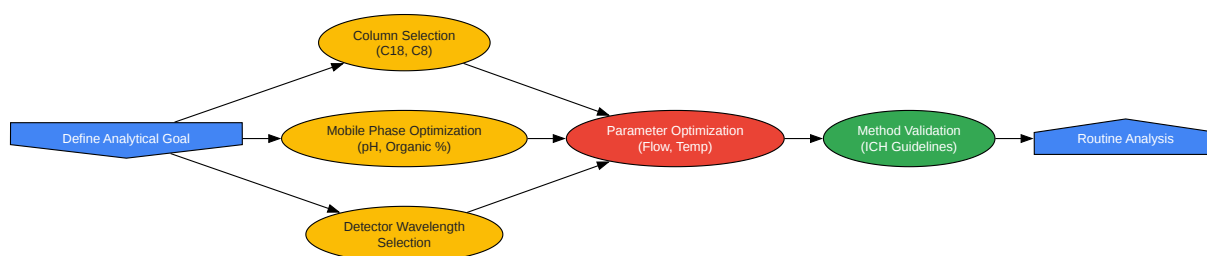 Define Analytical Goal
Column Selection
(C18, C8)
Mobile Phase Optimization
(pH, Organic %)
Detector Wavelength
Selection
Parameter Optimization
(Flow, Temp)
Method Validation
(ICH Guidelines)
Routine Analysis